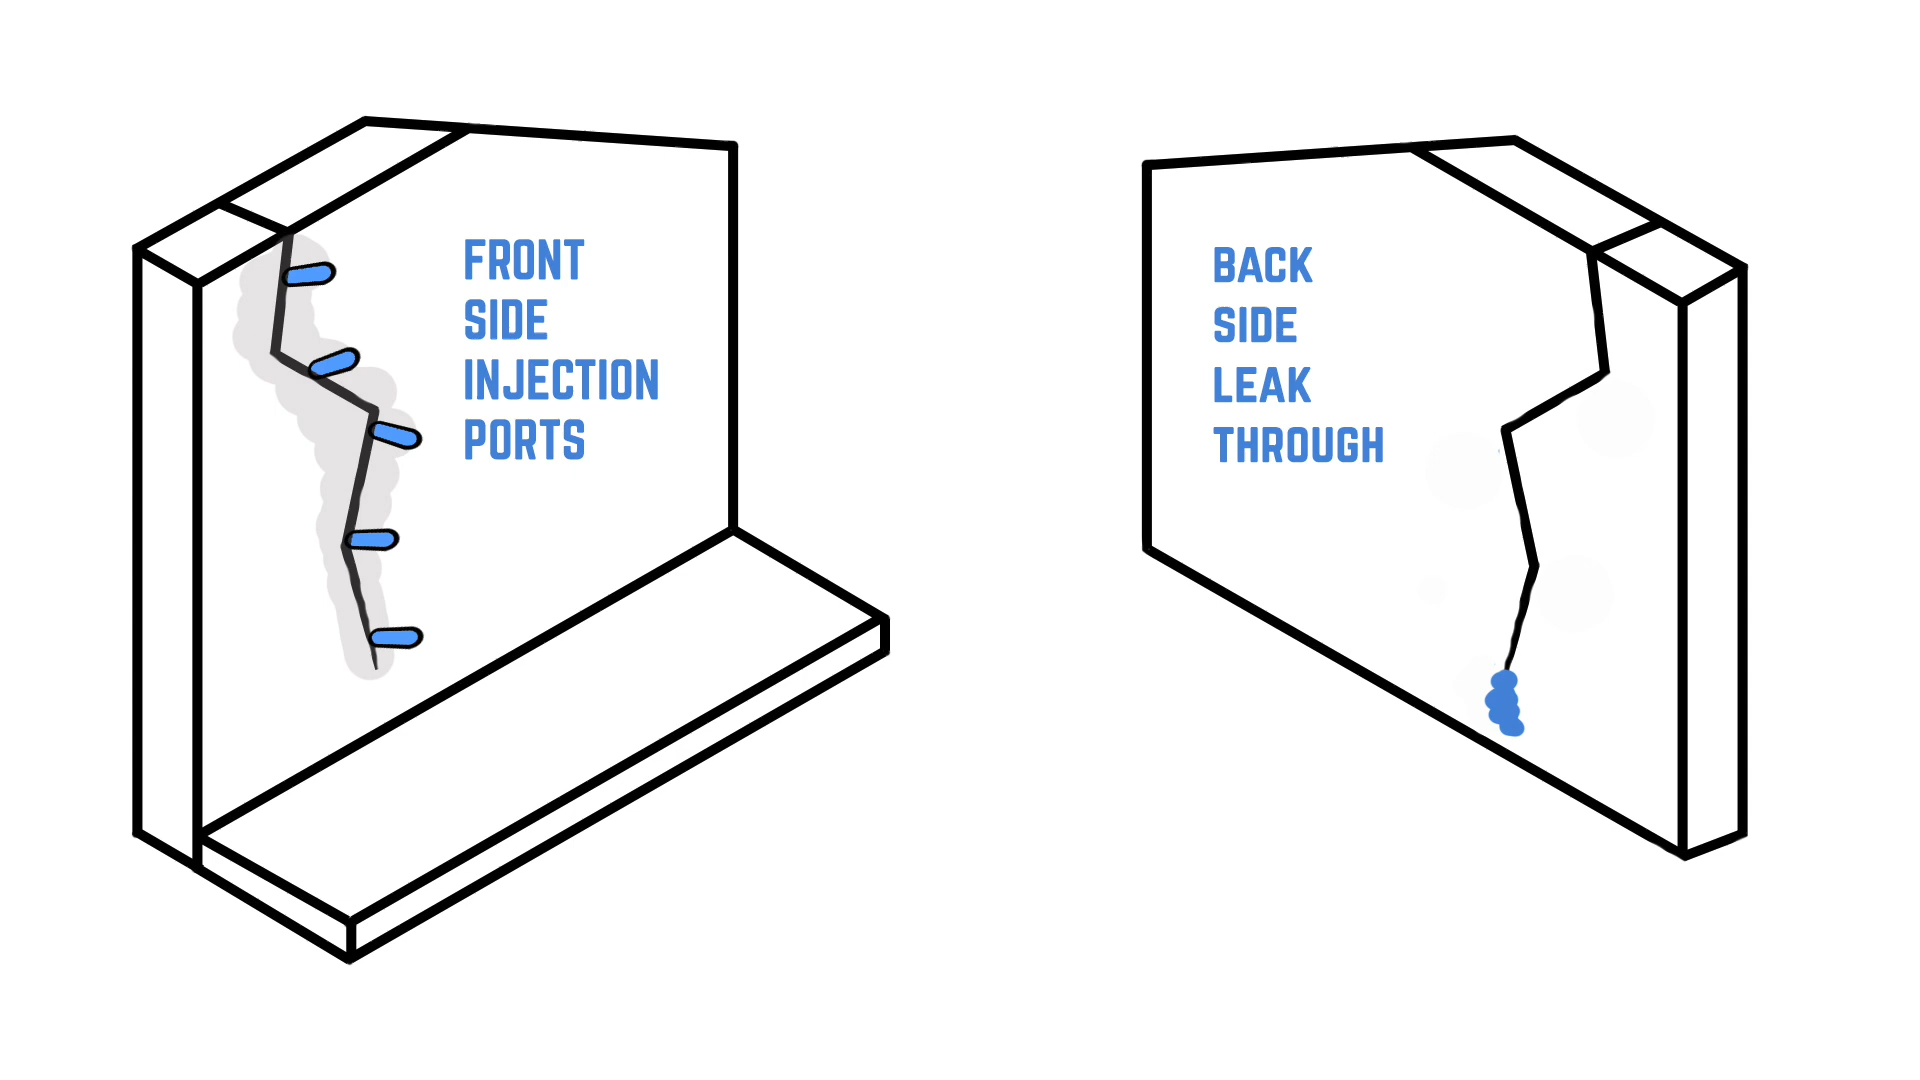 FRONT
SIDE
INJECTION
PORTS
BACK
SIDE
LEAK
THROUGH